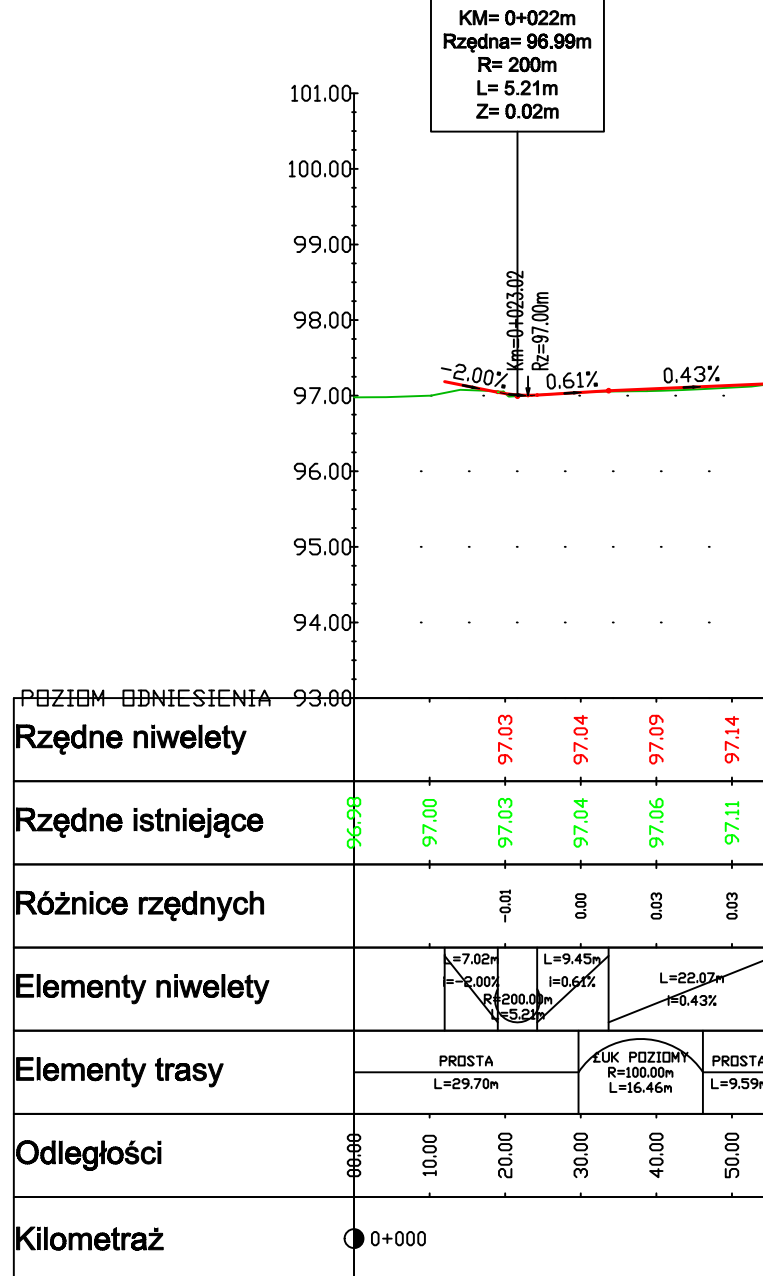 KM= 0+022m
Rzędna= 96.99m
R= 200m
L= 5.21m
Z= 0.02m
101.00
100.00
99.00
98.00
Km=0+023.02
Rz=97.00m
-2.00%
0.61%
0.43%
97.00
96.00
95.00
94.00
POZIOM ODNIESIENIA 93.00
Rzędne niwelety
97.03 97.04 97.09 97.14
Rzędne istniejące
96.98 97.00 97.03 97.04 97.06 97.11
Różnice rzędnych
-0.01 0.00 0.03 0.03
Elementy niwelety
L=7.02m
i=-2.00%
R=200.00m
L=5.21m
L=9.45m
i=0.61%
L=22.07m
i=0.43%
Elementy trasy
PROSTA
L=29.70m
ŁUK POZIOMY
R=100.00m
L=16.46m
PROSTA
L=9.59m
Odległości
00.00 10.00 20.00 30.00 40.00 50.00
Kilometraż
0+000